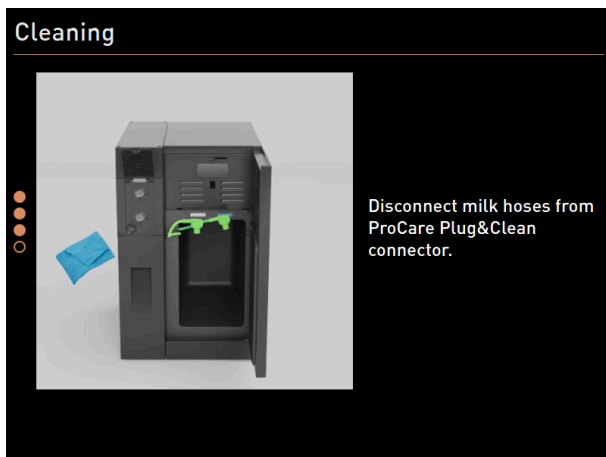 Cleaning
Disconnect milk hoses from
ProCare Plug&Clean
connector.